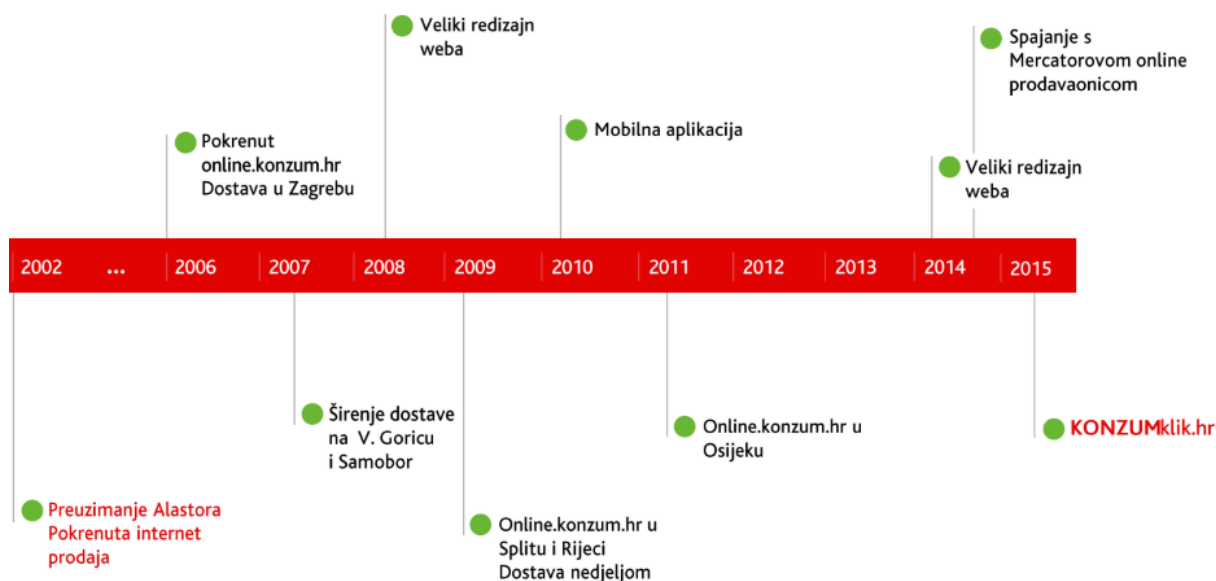 Veliki redizajn
weba
Spajanje s
Mercatorovom online
prodavaonicom
Pokrenut
online.konzum.hr
Dostava u Zagrebu
Mobilna aplikacija
Veliki redizajn
weba
2002 ... 2006 2007 2008 2009 2010 2011 2012 2013 2014 2015
Širenje dostave
na V. Goricu
i Samobor
Online.konzum.hr u
Osijeku
KONZUMklik.hr
Preuzimanje Alastora
Pokrenuta internet
prodaja
Online.konzum.hr u
Splitu i Rijeci
Dostava nedjeljom